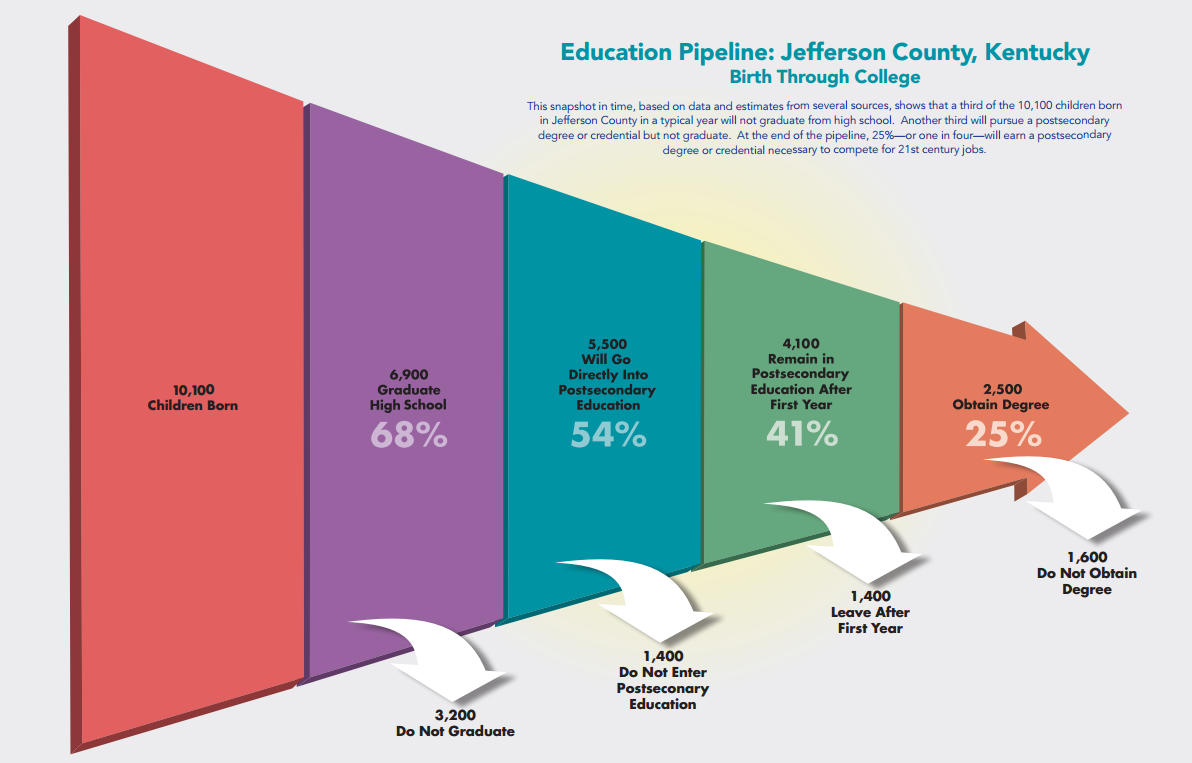 Education Pipeline: Jefferson County, Kentucky
Birth Through College
This snapshot in time, based on data and estimates from several sources, shows that a third of the 10,100 children born
in Jefferson County in a typical year will not graduate from high school. Another third will pursue a postsecondary
degree or credential but not graduate. At the end of the pipeline, 25%—or one in four—will earn a postsecondary
degree or credential necessary to compete for 21st century jobs.
10,100
Children Born
6,900
Graduate
High School
68%
5,500
Will Go
Directly Into
Postsecondary
Education
54%
4,100
Remain in
Postsecondary
Education After
First Year
41%
2,500
Obtain Degree
25%
3,200
Do Not Graduate
1,400
Do Not Enter
Postseconary
Education
1,400
Leave After
First Year
1,600
Do Not Obtain
Degree